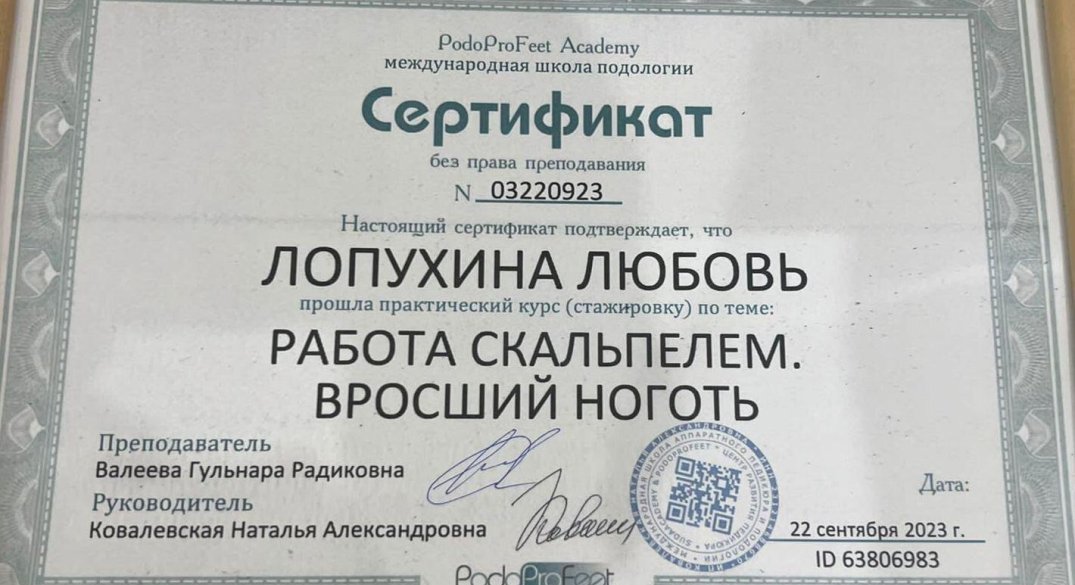 PodoProFeet Academy
международная школа подологии
Сертификат
без права преподавания
N 03220923
Настоящий сертификат подтверждает, что
ЛОПУХИНА ЛЮБОВЬ
прошла практический курс (стажировку) по теме:
РАБОТА СКАЛЬПЕЛЕМ.
ВРОСШИЙ НОГОТЬ
Преподаватель
Валеева Гульнара Радиковна
Руководитель
Ковалевская Наталья Александровна
Дата:
22 сентября 2023 г.
ID 63806983
PodoProFeet